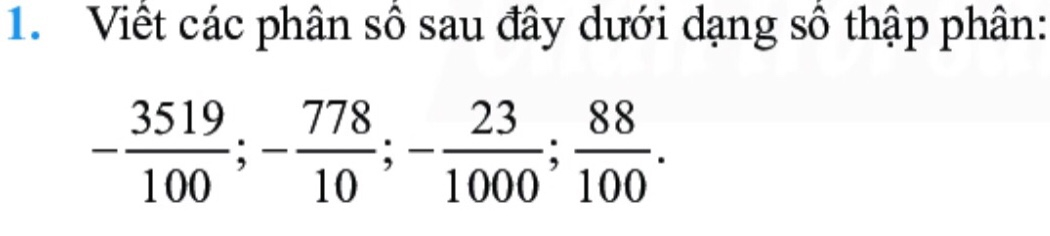 1. Viết các phân số sau đây dưới dạng số thập phân:
-3519/100; -778/10; -23/1000; 88/100.